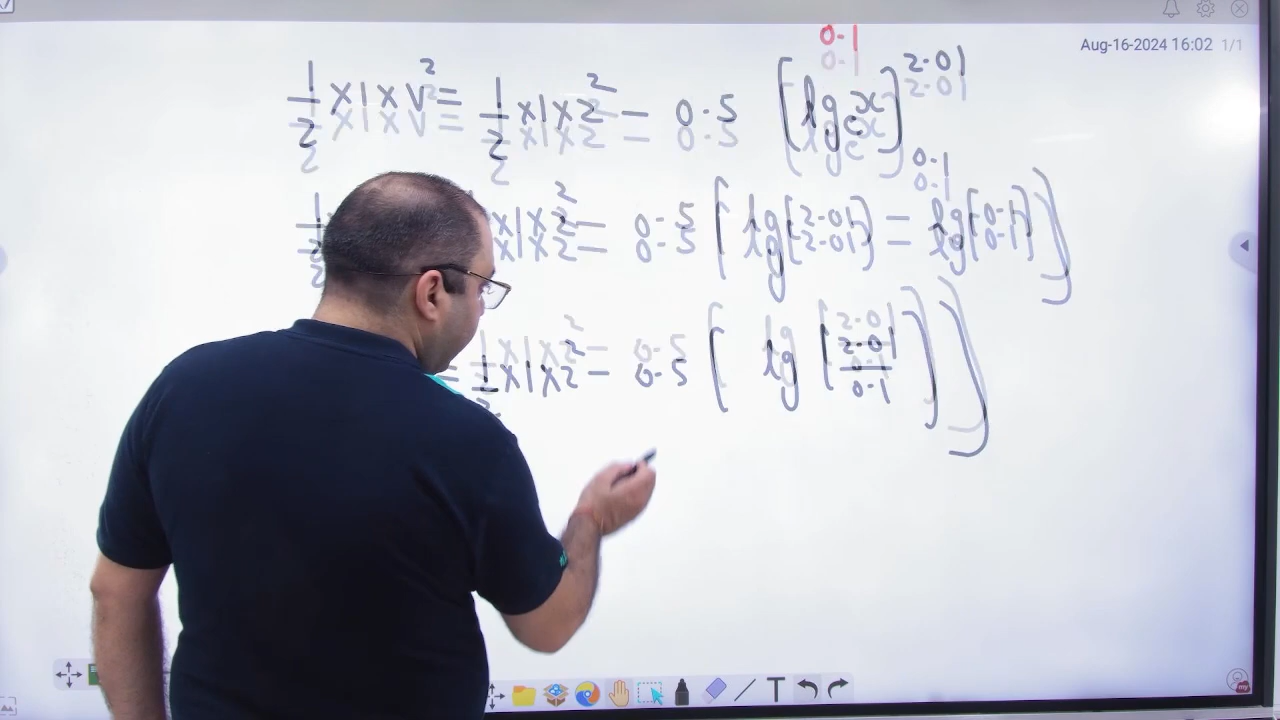 Aug-16-2024 16:02 1/1
0.1
1/2 x 1 x V² = 1/2 x 1 x 2² - 0.5 [lg e x]^2.01
0.1
1/2 x 1 x 2² = 0.5 [lg[2-01] = lg[0-1]]
= 1/2 x 1 x 2² - 0.5 [lg [2.01/0.1]]
T